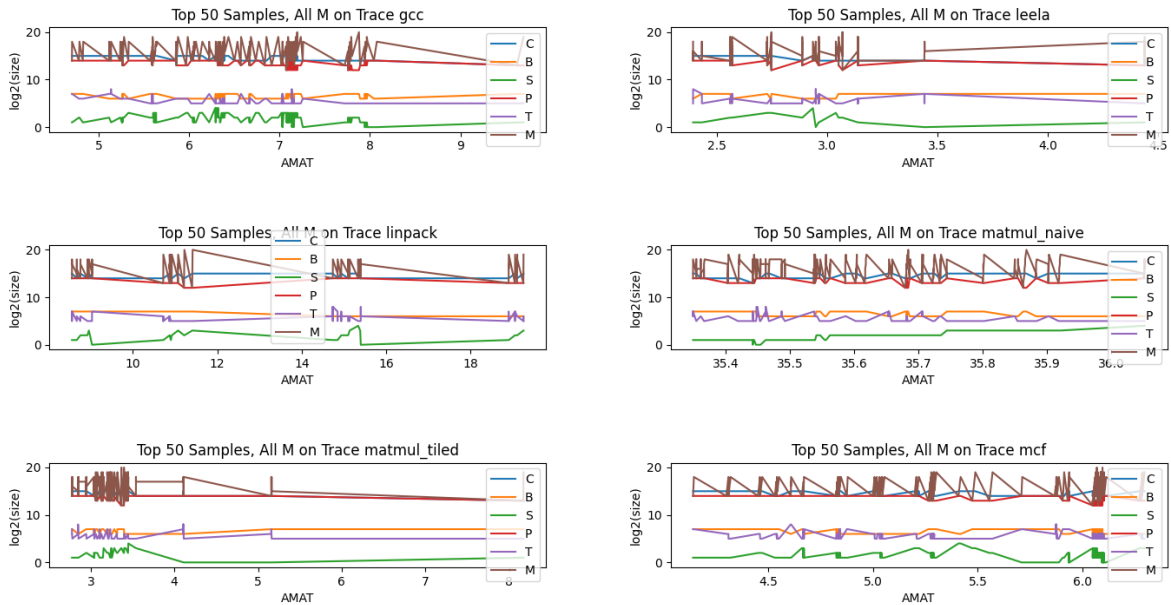 Top 50 Samples, All M on Trace gcc
log2(size)
20
10
0
5
6
7
8
9
AMAT
C
B
S
P
T
M
Top 50 Samples, All M on Trace leela
log2(size)
20
10
0
2.5
3.0
3.5
4.0
4.5
AMAT
C
B
S
P
T
M
Top 50 Samples, All M on Trace linpack
log2(size)
20
10
0
10
12
14
16
18
AMAT
C
B
S
P
T
M
Top 50 Samples, All M on Trace matmul_naive
log2(size)
20
10
0
35.4
35.5
35.6
35.7
35.8
35.9
36.0
AMAT
C
B
S
P
T
M
Top 50 Samples, All M on Trace matmul_tiled
log2(size)
20
10
0
3
4
5
6
7
8
AMAT
C
B
S
P
T
M
Top 50 Samples, All M on Trace mcf
log2(size)
20
10
0
4.5
5.0
5.5
6.0
AMAT
C
B
S
P
T
M